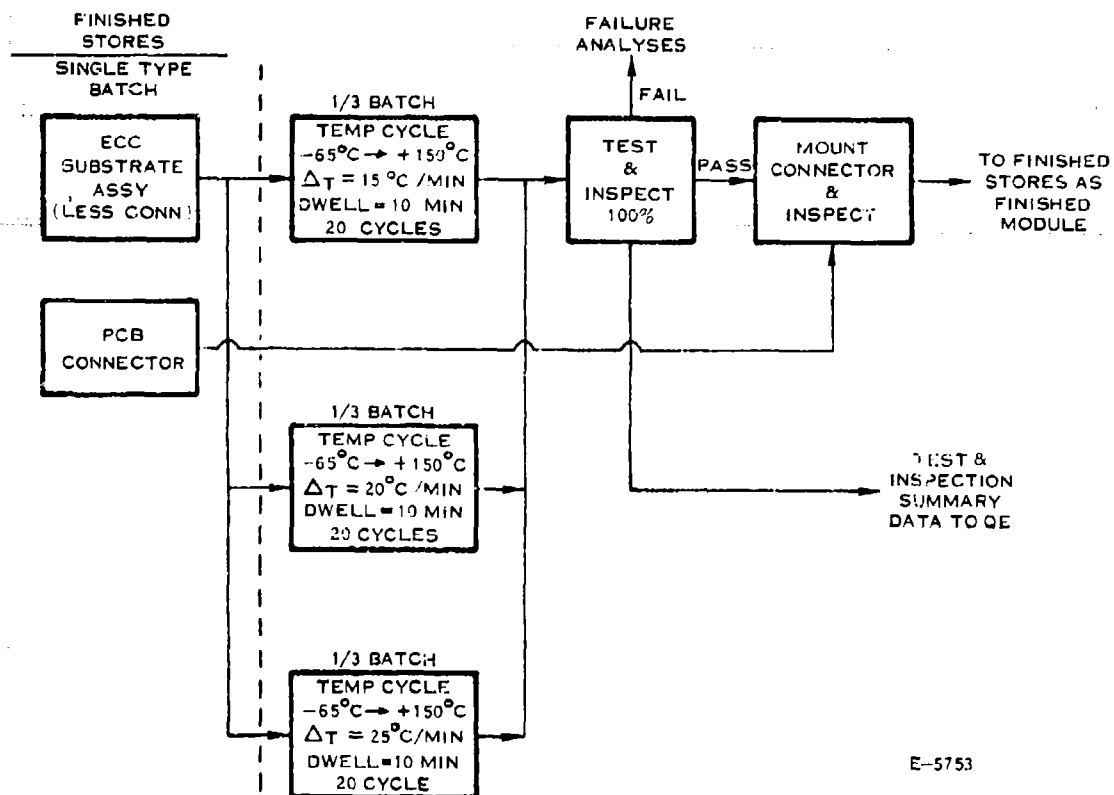 FINISHED
STORES
SINGLE TYPE
BATCH
ECC
SUBSTRATE
ASSY
(LESS CONN)
PCB
CONNECTOR
1/3 BATCH
TEMP CYCLE
-65°C → +150°C
ΔT = 15 °C/MIN
DWELL = 10 MIN
20 CYCLES
1/3 BATCH
TEMP CYCLE
-65°C → +150°C
ΔT = 20°C/MIN
DWELL = 10 MIN
20 CYCLES
1/3 BATCH
TEMP CYCLE
-65°C → +150°C
ΔT = 25°C/MIN
DWELL = 10 MIN
20 CYCLE
FAILURE
ANALYSES
FAIL
TEST
&
INSPECT
100%
PASS
MOUNT
CONNECTOR
&
INSPECT
TO FINISHED
STORES AS
FINISHED
MODULE
TEST &
INSPECTION
SUMMARY
DATA TO QE
E-5753